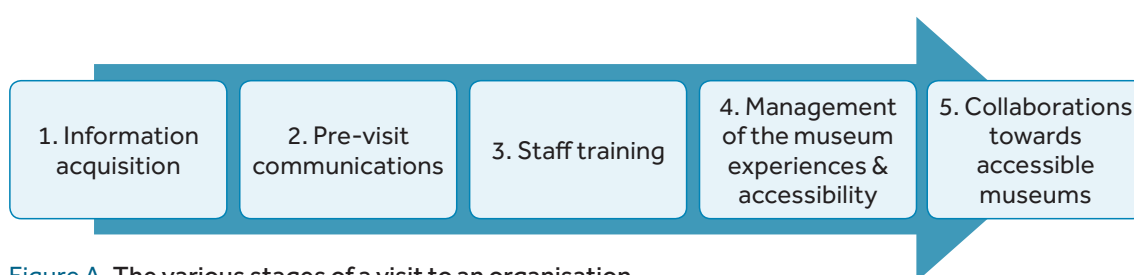 1. Information
acquisition
2. Pre-visit
communications
3. Staff training
4. Management
of the museum
experiences &
accessibility
5. Collaborations
towards
accessible
museums
Figure A. The various stages of a visit to an organisation